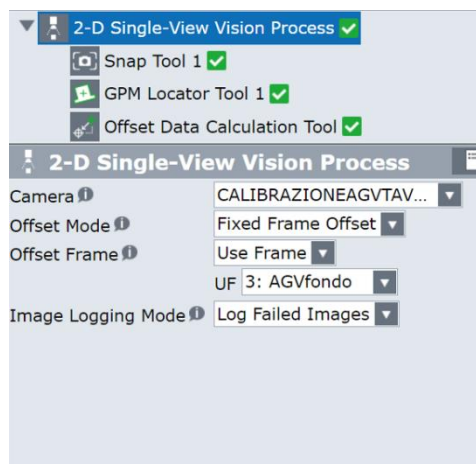 2-D Single-View Vision Process
Snap Tool 1
GPM Locator Tool 1
Offset Data Calculation Tool
2-D Single-View Vision Process
Camera CALIBRAZIONEAGVTAV...
Offset Mode Fixed Frame Offset
Offset Frame Use Frame
UF 3: AGVfondo
Image Logging Mode Log Failed Images